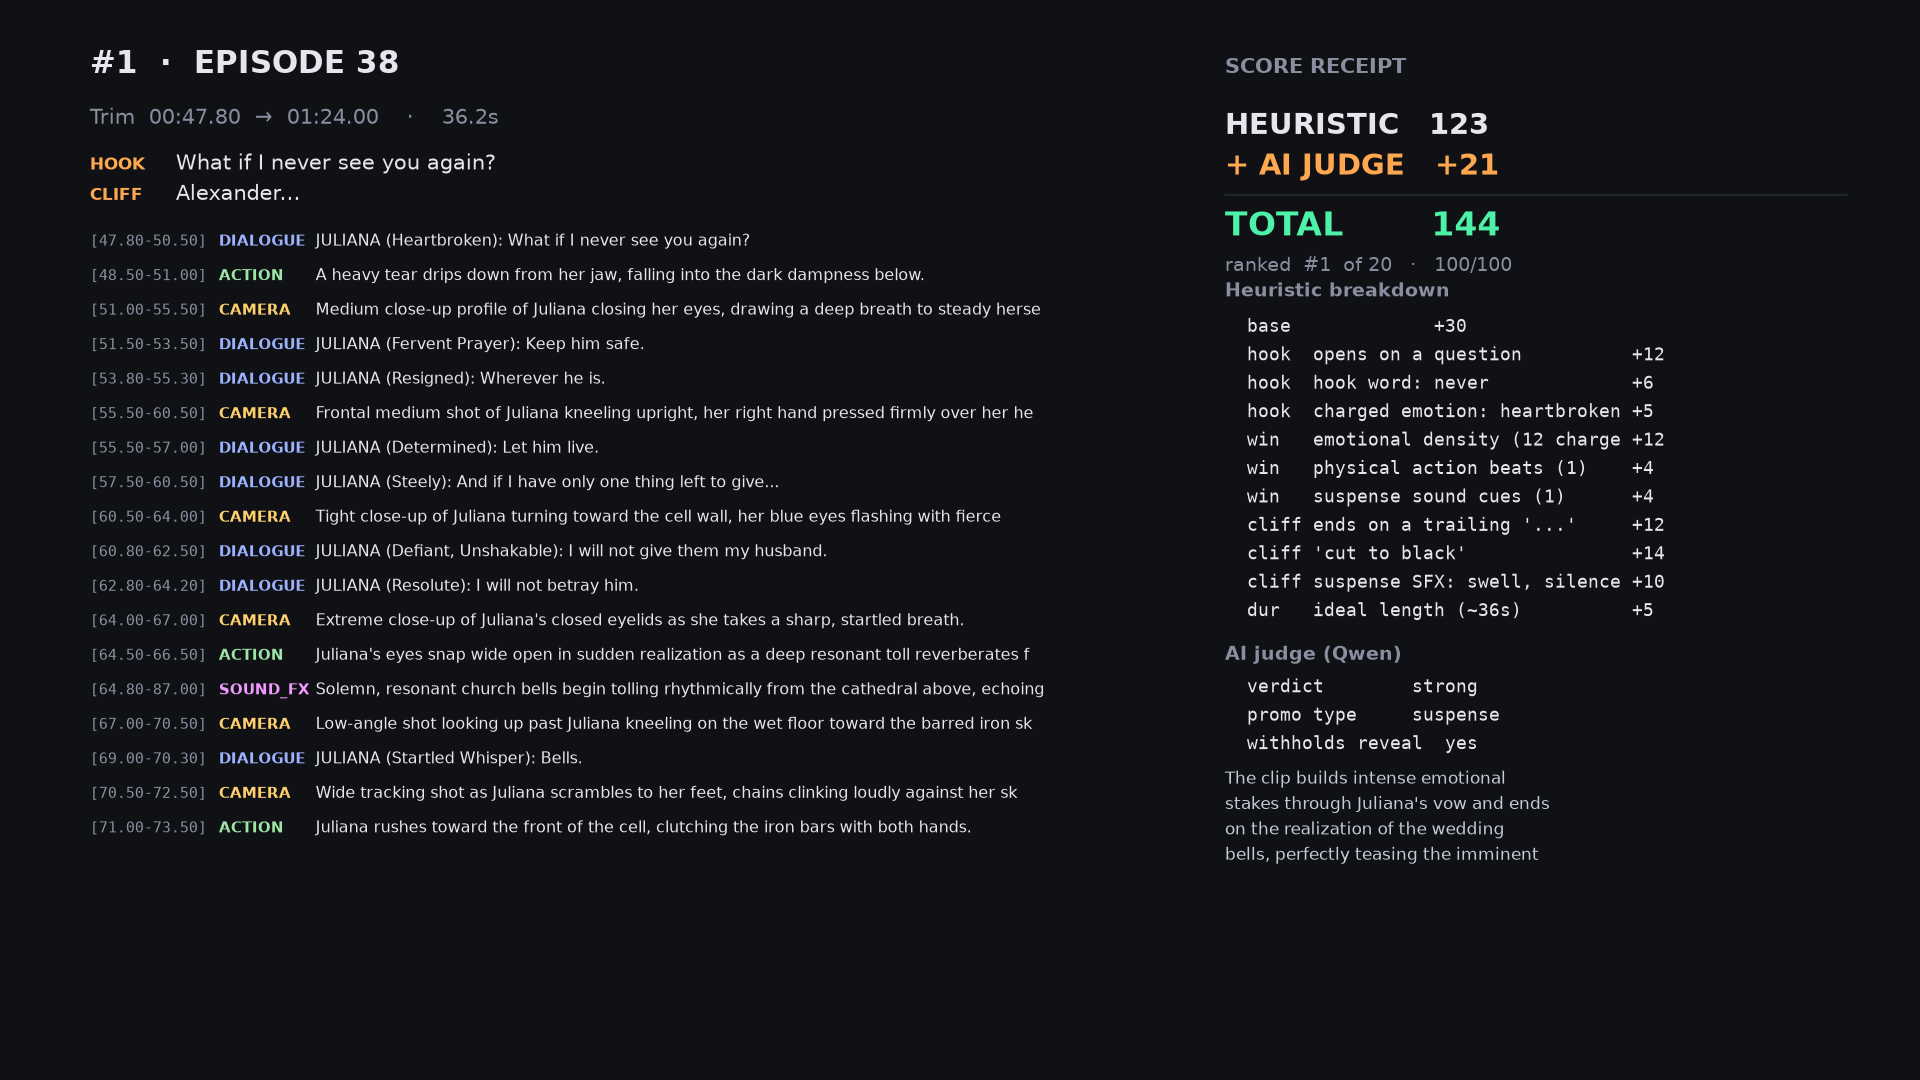 #1 · EPISODE 38
Trim 00:47.80 → 01:24.00 · 36.2s
HOOK What if I never see you again?
CLIFF Alexander...
[47.80-50.50] DIALOGUE JULIANA (Heartbroken): What if I never see you again?
[48.50-51.00] ACTION A heavy tear drips down from her jaw, falling into the dark dampness below.
[51.00-55.50] CAMERA Medium close-up profile of Juliana closing her eyes, drawing a deep breath to steady herse
[51.50-53.50] DIALOGUE JULIANA (Fervent Prayer): Keep him safe.
[53.80-55.30] DIALOGUE JULIANA (Resigned): Wherever he is.
[55.50-60.50] CAMERA Frontal medium shot of Juliana kneeling upright, her right hand pressed firmly over her he
[55.50-57.00] DIALOGUE JULIANA (Determined): Let him live.
[57.50-60.50] DIALOGUE JULIANA (Steely): And if I have only one thing left to give...
[60.50-64.00] CAMERA Tight close-up of Juliana turning toward the cell wall, her blue eyes flashing with fierce
[60.80-62.50] DIALOGUE JULIANA (Defiant, Unshakable): I will not give them my husband.
[62.80-64.20] DIALOGUE JULIANA (Resolute): I will not betray him.
[64.00-67.00] CAMERA Extreme close-up of Juliana's closed eyelids as she takes a sharp, startled breath.
[64.50-66.50] ACTION Juliana's eyes snap wide open in sudden realization as a deep resonant toll reverberates f
[64.80-87.00] SOUND_FX Solemn, resonant church bells begin tolling rhythmically from the cathedral above, echoing
[67.00-70.50] CAMERA Low-angle shot looking up past Juliana kneeling on the wet floor toward the barred iron sk
[69.00-70.30] DIALOGUE JULIANA (Startled Whisper): Bells.
[70.50-72.50] CAMERA Wide tracking shot as Juliana scrambles to her feet, chains clinking loudly against her sk
[71.00-73.50] ACTION Juliana rushes toward the front of the cell, clutching the iron bars with both hands.
SCORE RECEIPT
HEURISTIC 123
+ AI JUDGE +21
TOTAL 144
ranked #1 of 20 · 100/100
Heuristic breakdown
base +30
hook opens on a question +12
hook hook word: never +6
hook charged emotion: heartbroken +5
win emotional density (12 charge +12
win physical action beats (1) +4
win suspense sound cues (1) +4
cliff ends on a trailing '...' +12
cliff 'cut to black' +14
cliff suspense SFX: swell, silence +10
dur ideal length (~36s) +5
AI judge (Qwen)
verdict strong
promo type suspense
withholds reveal yes
The clip builds intense emotional
stakes through Juliana's vow and ends
on the realization of the wedding
bells, perfectly teasing the imminent